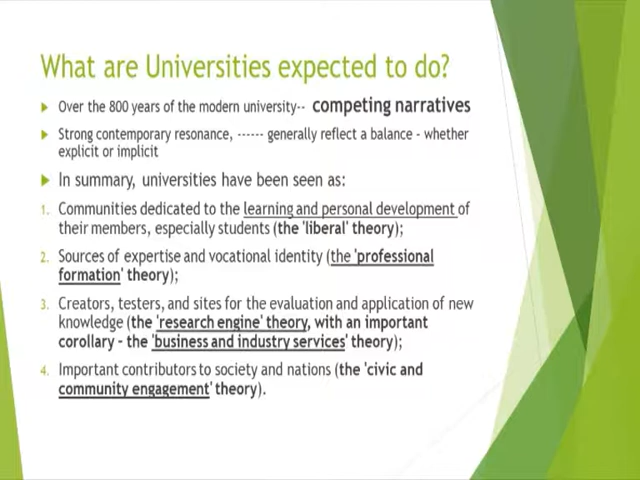 What are Universities expected to do?
Over the 800 years of the modern university-- competing narratives
Strong contemporary resonance, ------ generally reflect a balance - whether
explicit or implicit
In summary, universities have been seen as:
1. Communities dedicated to the learning and personal development of
their members, especially students (the 'liberal' theory);
2. Sources of expertise and vocational identity (the 'professional
formation' theory);
3. Creators, testers, and sites for the evaluation and application of new
knowledge (the 'research engine' theory, with an important
corollary - the 'business and industry services' theory);
4. Important contributors to society and nations (the 'civic and
community engagement' theory).